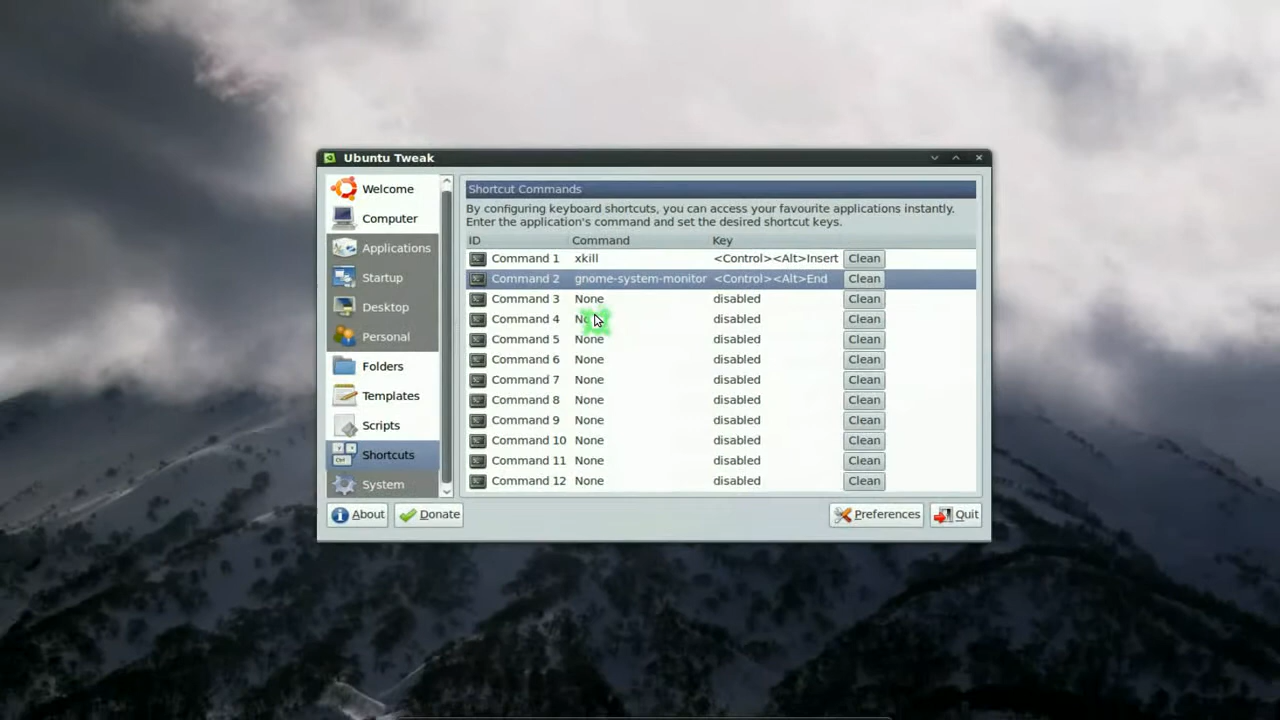 Ubuntu Tweak
Welcome
Computer
Applications
Startup
Desktop
Personal
Folders
Templates
Scripts
Shortcuts
System
Shortcut Commands
By configuring keyboard shortcuts, you can access your favourite applications instantly.
Enter the application's command and set the desired shortcut keys.
ID Command Key
Command 1 xkill <Control><Alt>Insert Clean
Command 2 gnome-system-monitor <Control><Alt>End Clean
Command 3 None disabled Clean
Command 4 disabled Clean
Command 5 None disabled Clean
Command 6 None disabled Clean
Command 7 None disabled Clean
Command 8 None disabled Clean
Command 9 None disabled Clean
Command 10 None disabled Clean
Command 11 None disabled Clean
Command 12 None disabled Clean
About Donate Preferences Quit